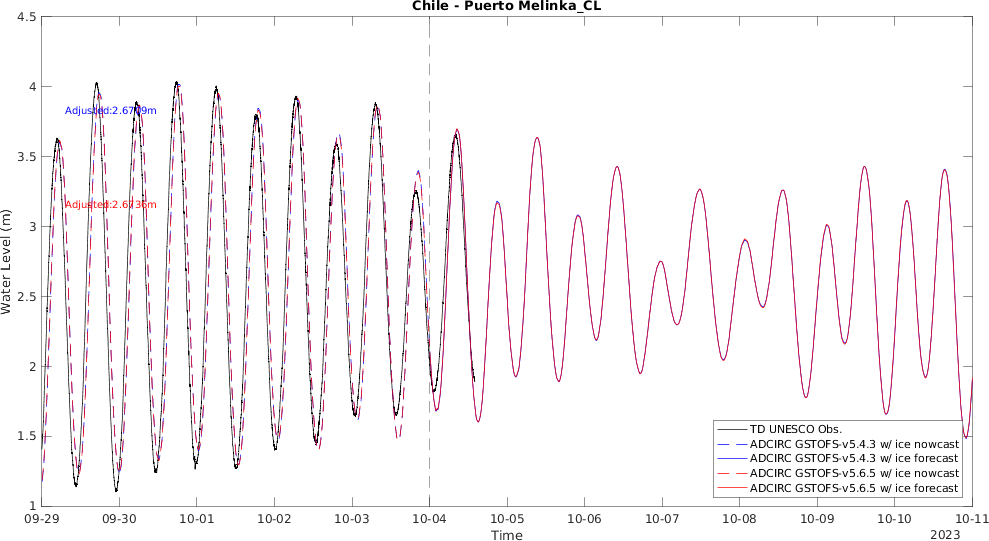 Chile - Puerto Melinka_CL
4.5
4
3.5
3
2.5
2
1.5
1
Water Level (m)
Adjusted:2.6709m
Adjusted:2.6736m
TD UNESCO Obs.
ADCIRC GSTOFS-v5.4.3 w/ ice nowcast
ADCIRC GSTOFS-v5.4.3 w/ ice forecast
ADCIRC GSTOFS-v5.6.5 w/ ice nowcast
ADCIRC GSTOFS-v5.6.5 w/ ice forecast
09-29 09-30 10-01 10-02 10-03 10-04 10-05 10-06 10-07 10-08 10-09 10-10 10-11
Time
2023